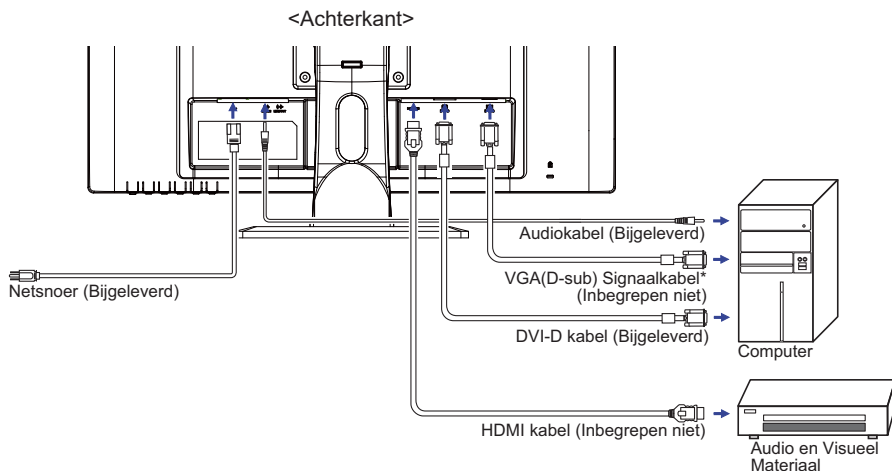 <Achterkant>
Audiokabel (Bijgeleverd)
VGA(D-sub) Signaalkabel*
(Inbegrepen niet)
Netsnoer (Bijgeleverd)
DVI-D kabel (Bijgeleverd)
Computer
HDMI kabel (Inbegrepen niet)
Audio en Visueel
Materiaal